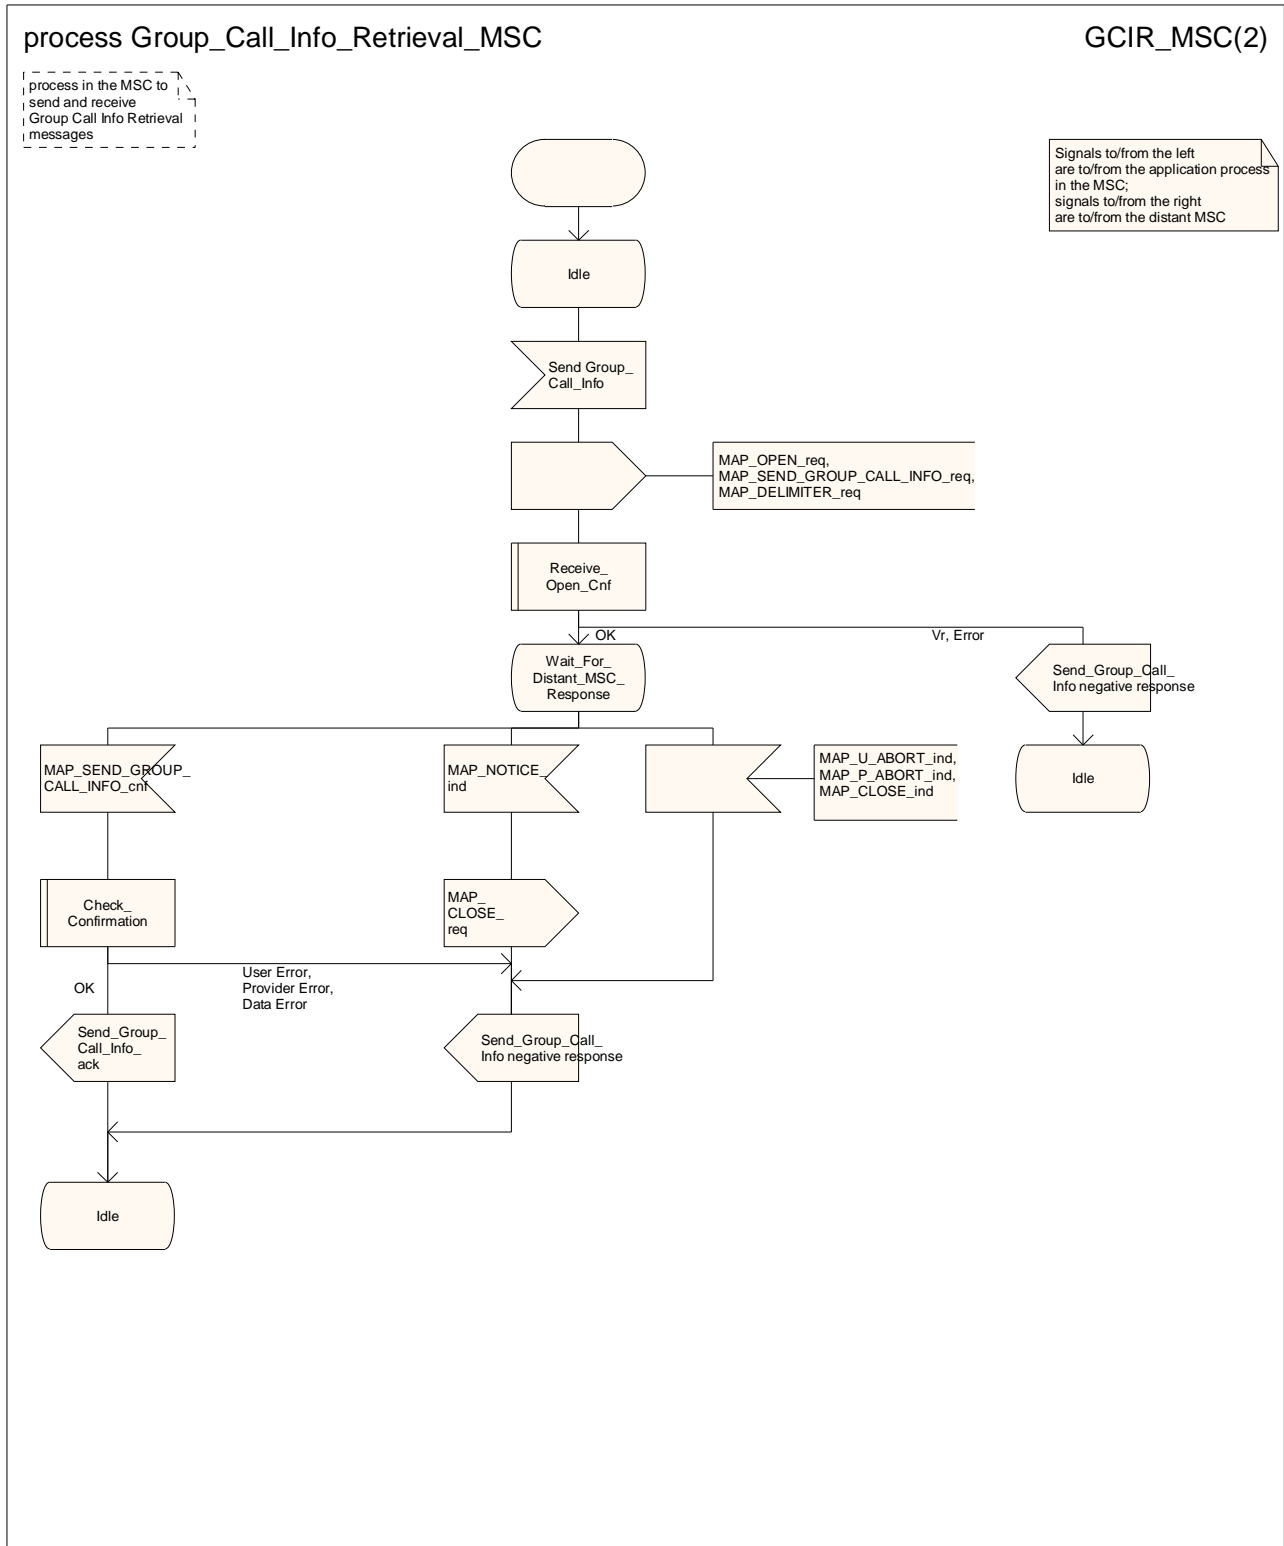 process Group_Call_Info_Retrieval_MSC
GCIR_MSC(2)
process in the MSC to
send and receive
Group Call Info Retrieval
messages
Signals to/from the left
are to/from the application process
in the MSC;
signals to/from the right
are to/from the distant MSC
Idle
Send Group_
Call_Info
MAP_OPEN_req,
MAP_SEND_GROUP_CALL_INFO_req,
MAP_DELIMITER_req
Receive_
Open_Cnf
OK
Vr, Error
Wait_For_
Distant_MSC_
Response
Send_Group_Call_
Info negative response
MAP_SEND_GROUP_
CALL_INFO_cnf
MAP_NOTICE_
ind
MAP_U_ABORT_ind,
MAP_P_ABORT_ind,
MAP_CLOSE_ind
Idle
Check_
Confirmation
MAP_
CLOSE_
req
User Error,
Provider Error,
Data Error
OK
Send_Group_
Call_Info_
ack
Send_Group_Call_
Info negative response
Idle